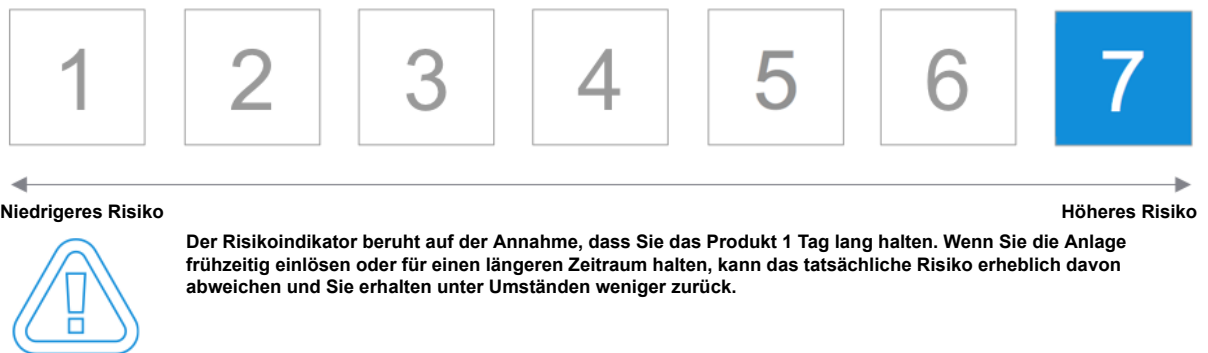 1 2 3 4 5 6 7
Niedrigeres Risiko Höheres Risiko
Der Risikoindikator beruht auf der Annahme, dass Sie das Produkt 1 Tag lang halten. Wenn Sie die Anlage
frühzeitig einlösen oder für einen längeren Zeitraum halten, kann das tatsächliche Risiko erheblich davon
abweichen und Sie erhalten unter Umständen weniger zurück.